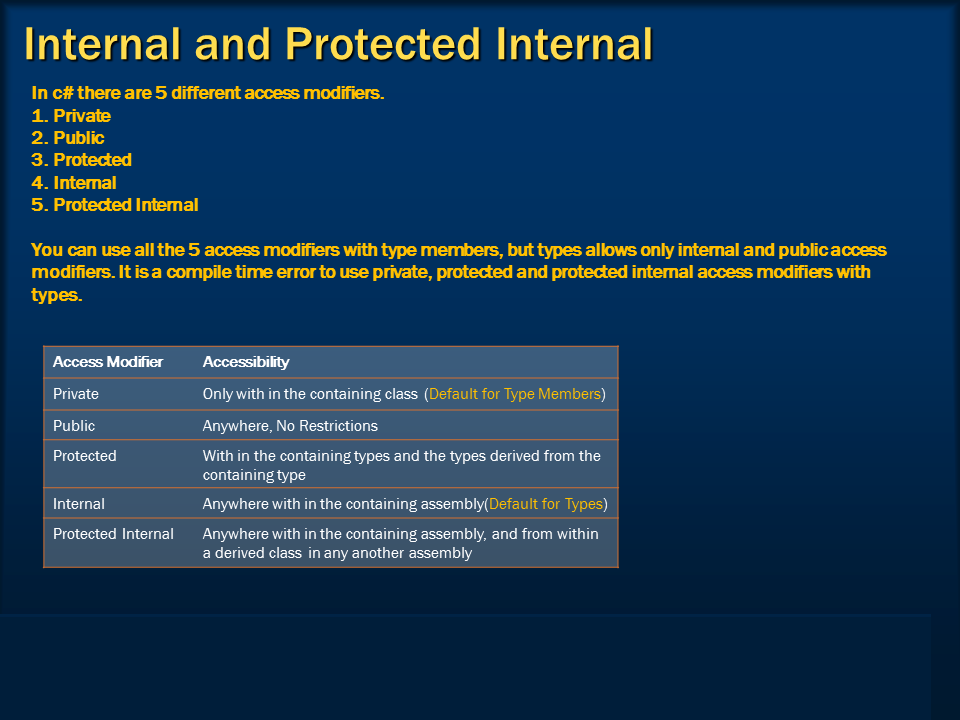 Internal and Protected Internal
In c# there are 5 different access modifiers.
1. Private
2. Public
3. Protected
4. Internal
5. Protected Internal
You can use all the 5 access modifiers with type members, but types allows only internal and public access
modifiers. It is a compile time error to use private, protected and protected internal access modifiers with
types.
Access Modifier Accessibility
Private Only with in the containing class (Default for Type Members)
Public Anywhere, No Restrictions
Protected With in the containing types and the types derived from the
containing type
Internal Anywhere with in the containing assembly(Default for Types)
Protected Internal Anywhere with in the containing assembly, and from within
a derived class in any another assembly